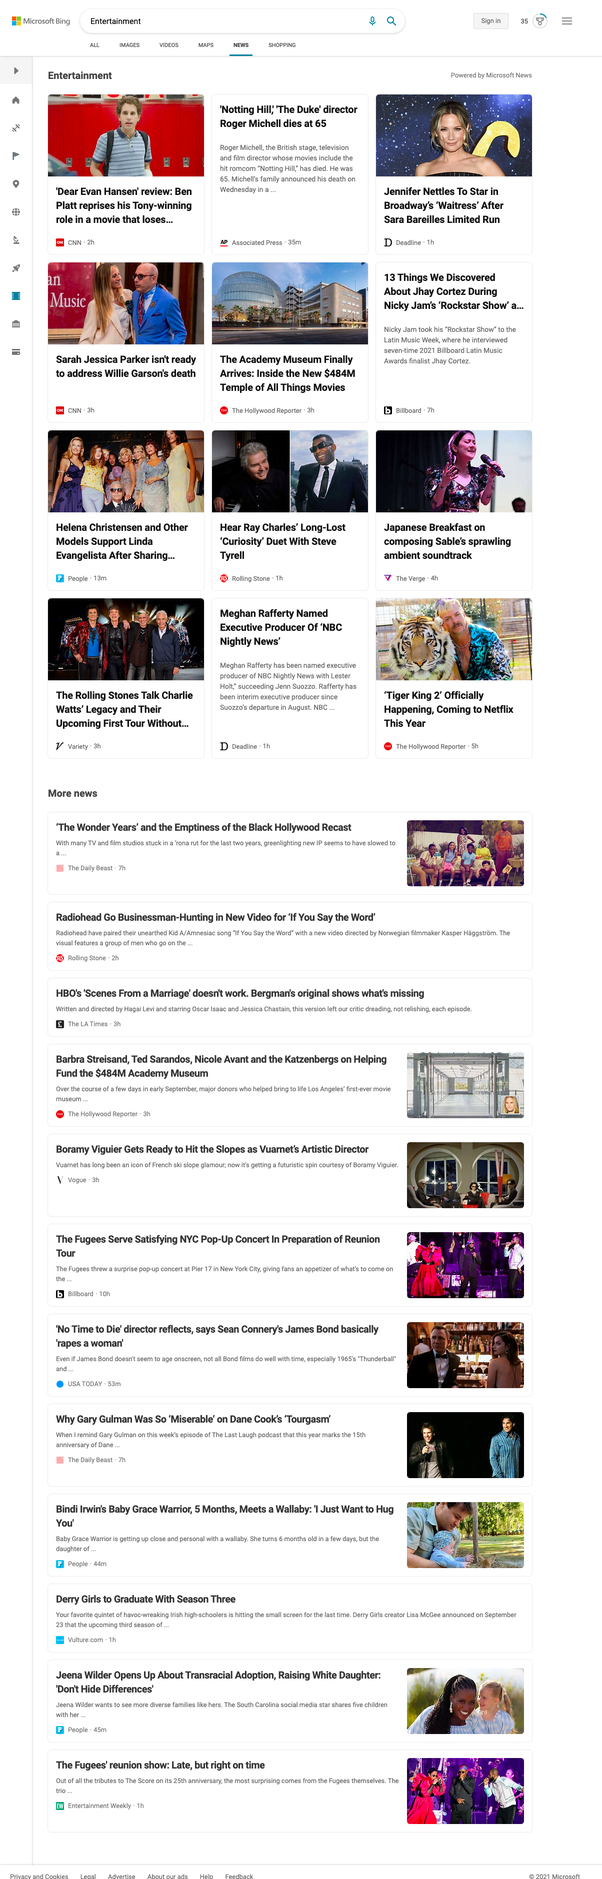 Microsoft Bing
Entertainment
Sign in
35
ALL IMAGES VIDEOS MAPS NEWS SHOPPING
Entertainment
Powered by Microsoft News
'Dear Evan Hansen' review: Ben
Platt reprises his Tony-winning
role in a movie that loses...
CNN · 2h
'Notting Hill,' 'The Duke' director
Roger Michell dies at 65
Roger Michell, the British stage, television
and film director whose movies include the
hit romcom "Notting Hill," has died. He was
65. Michell's family announced his death on
Wednesday in a ...
AP Associated Press · 35m
Jennifer Nettles To Star in
Broadway's 'Waitress' After
Sara Bareilles Limited Run
Deadline · 1h
an
Music
Sarah Jessica Parker isn't ready
to address Willie Garson's death
CNN · 3h
The Academy Museum Finally
Arrives: Inside the New $484M
Temple of All Things Movies
The Hollywood Reporter · 3h
13 Things We Discovered
About Jhay Cortez During
Nicky Jam's 'Rockstar Show' a...
Nicky Jam took his "Rockstar Show" to the
Latin Music Week, where he interviewed
seven-time 2021 Billboard Latin Music
Awards finalist Jhay Cortez.
Billboard · 7h
Helena Christensen and Other
Models Support Linda
Evangelista After Sharing...
People · 13m
Hear Ray Charles' Long-Lost
'Curiosity' Duet With Steve
Tyrell
Rolling Stone · 1h
Japanese Breakfast on
composing Sable's sprawling
ambient soundtrack
The Verge · 4h
The Rolling Stones Talk Charlie
Watts' Legacy and Their
Upcoming First Tour Without...
Variety · 3h
Meghan Rafferty Named
Executive Producer Of 'NBC
Nightly News'
Meghan Rafferty has been named executive
producer of NBC Nightly News with Lester
Holt," succeeding Jenn Suozzo. Rafferty has
been interim executive producer since
Suozzo's departure in August. NBC ...
Deadline · 1h
'Tiger King 2' Officially
Happening, Coming to Netflix
This Year
The Hollywood Reporter · 5h
More news
'The Wonder Years' and the Emptiness of the Black Hollywood Recast
With many TV and film studios stuck in a 'rona rut for the last two years, greenlighting new IP seems to have slowed to
a ...
The Daily Beast · 7h
Radiohead Go Businessman-Hunting in New Video for 'If You Say the Word'
Radiohead have paired their unearthed Kid A/Amnesiac song "If You Say the Word" with a new video directed by Norwegian filmmaker Kasper Häggström. The
visual features a group of men who go on the ...
Rolling Stone · 2h
HBO's 'Scenes From a Marriage' doesn't work. Bergman's original shows what's missing
Written and directed by Hagai Levi and starring Oscar Isaac and Jessica Chastain, this version left our critic dreading, not relishing, each episode.
The LA Times · 3h
Barbra Streisand, Ted Sarandos, Nicole Avant and the Katzenbergs on Helping
Fund the $484M Academy Museum
Over the course of a few days in early September, major donors who helped bring to life Los Angeles' first-ever movie
museum ...
The Hollywood Reporter · 3h
Boramy Viguier Gets Ready to Hit the Slopes as Vuarnet's Artistic Director
Vuarnet has long been an icon of French ski slope glamour; now it's getting a futuristic spin courtesy of Boramy Viguier.
Vogue · 3h
The Fugees Serve Satisfying NYC Pop-Up Concert In Preparation of Reunion
Tour
The Fugees threw a surprise pop-up concert at Pier 17 in New York City, giving fans an appetizer of what's to come on
the ...
Billboard · 10h
'No Time to Die' director reflects, says Sean Connery's James Bond basically
'rapes a woman'
Even if James Bond doesn't seem to age onscreen, not all Bond films do well with time, especially 1965's "Thunderball"
and ...
USA TODAY · 53m
Why Gary Gulman Was So 'Miserable' on Dane Cook's 'Tourgasm'
When I remind Gary Gulman on this week's episode of The Last Laugh podcast that this year marks the 15th
anniversary of Dane ...
The Daily Beast · 7h
Bindi Irwin's Baby Grace Warrior, 5 Months, Meets a Wallaby: 'I Just Want to Hug
You'
Baby Grace Warrior is getting up close and personal with a wallaby. She turns 6 months old in a few days, but the
daughter of ...
People · 44m
Derry Girls to Graduate With Season Three
Your favorite quintet of havoc-wreaking Irish high-schoolers is hitting the small screen for the last time. Derry Girls creator Lisa McGee announced on September
23 that the upcoming third season of ...
Vulture.com · 1h
Jeena Wilder Opens Up About Transracial Adoption, Raising White Daughter:
'Don't Hide Differences'
Jeena Wilder wants to see more diverse families like hers. The South Carolina social media star shares five children
with her ...
People · 45m
The Fugees' reunion show: Late, but right on time
Out of all the tributes to The Score on its 25th anniversary, the most surprising comes from the Fugees themselves. The
trio ...
Entertainment Weekly · 1h
Privacy and Cookies Legal Advertise About our ads Help Feedback
© 2021 Microsoft